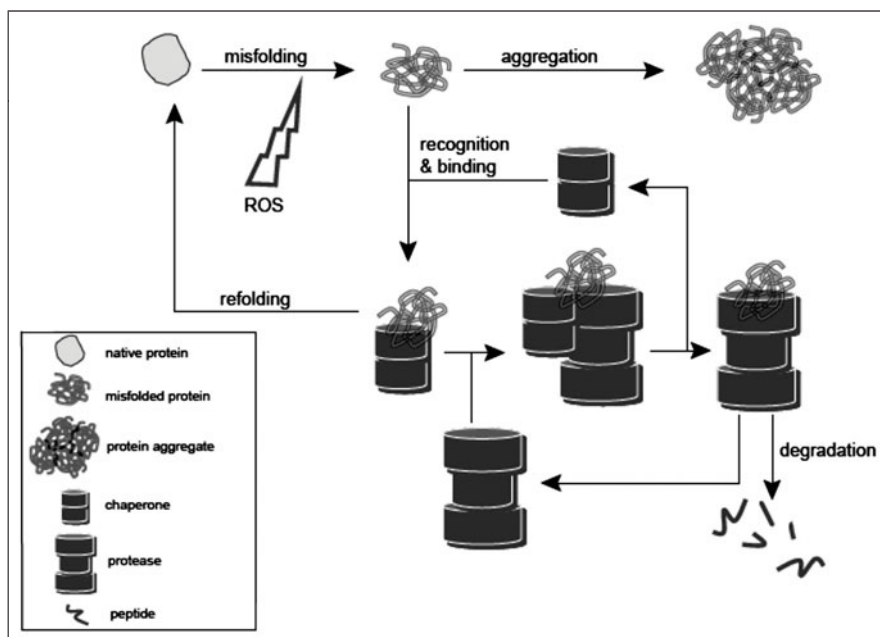 misfolding
aggregation
ROS
recognition
& binding
refolding
degradation
native protein
misfolded protein
protein aggregate
chaperone
protease
peptide